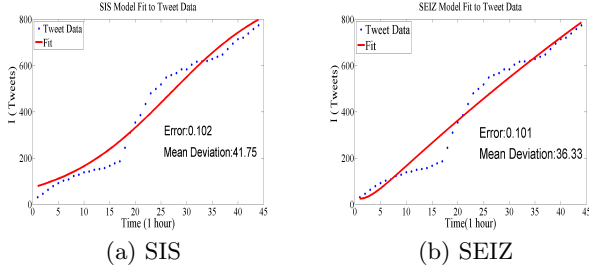 SIS Model Fit to Tweet Data
800
600
400
200
0
I ( Tweets)
Tweet Data
Fit
Error:0.102
Mean Deviation:41.75
0 5 10 15 20 25 30 35 40 45
Time (1 hour)
(a) SIS
SEIZ Model Fit to Tweet Data
800
600
400
200
0
I (Tweets)
Tweet Data
Fit
Error:0.101
Mean Deviation:36.33
0 5 10 15 20 25 30 35 40 45
Time(1 hour)
(b) SEIZ